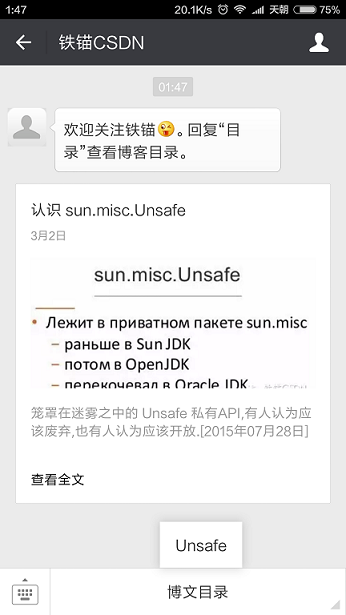 1:47
20.1K/s
天朝
75%
铁锚CSDN
01:47
欢迎关注铁锚。回复“目
录”查看博客目录。
认识 sun.misc.Unsafe
3月2日
sun.misc.Unsafe
• Лежит в приватном пакете sun.misc
– раньше в Sun JDK
– потом в OpenJDK
– перекочевал в Oracle JDK
笼罩在迷雾之中的 Unsafe 私有API,有人认为应
该废弃,也有人认为应该开放.[2015年07月28日]
查看全文
Unsafe
博文目录